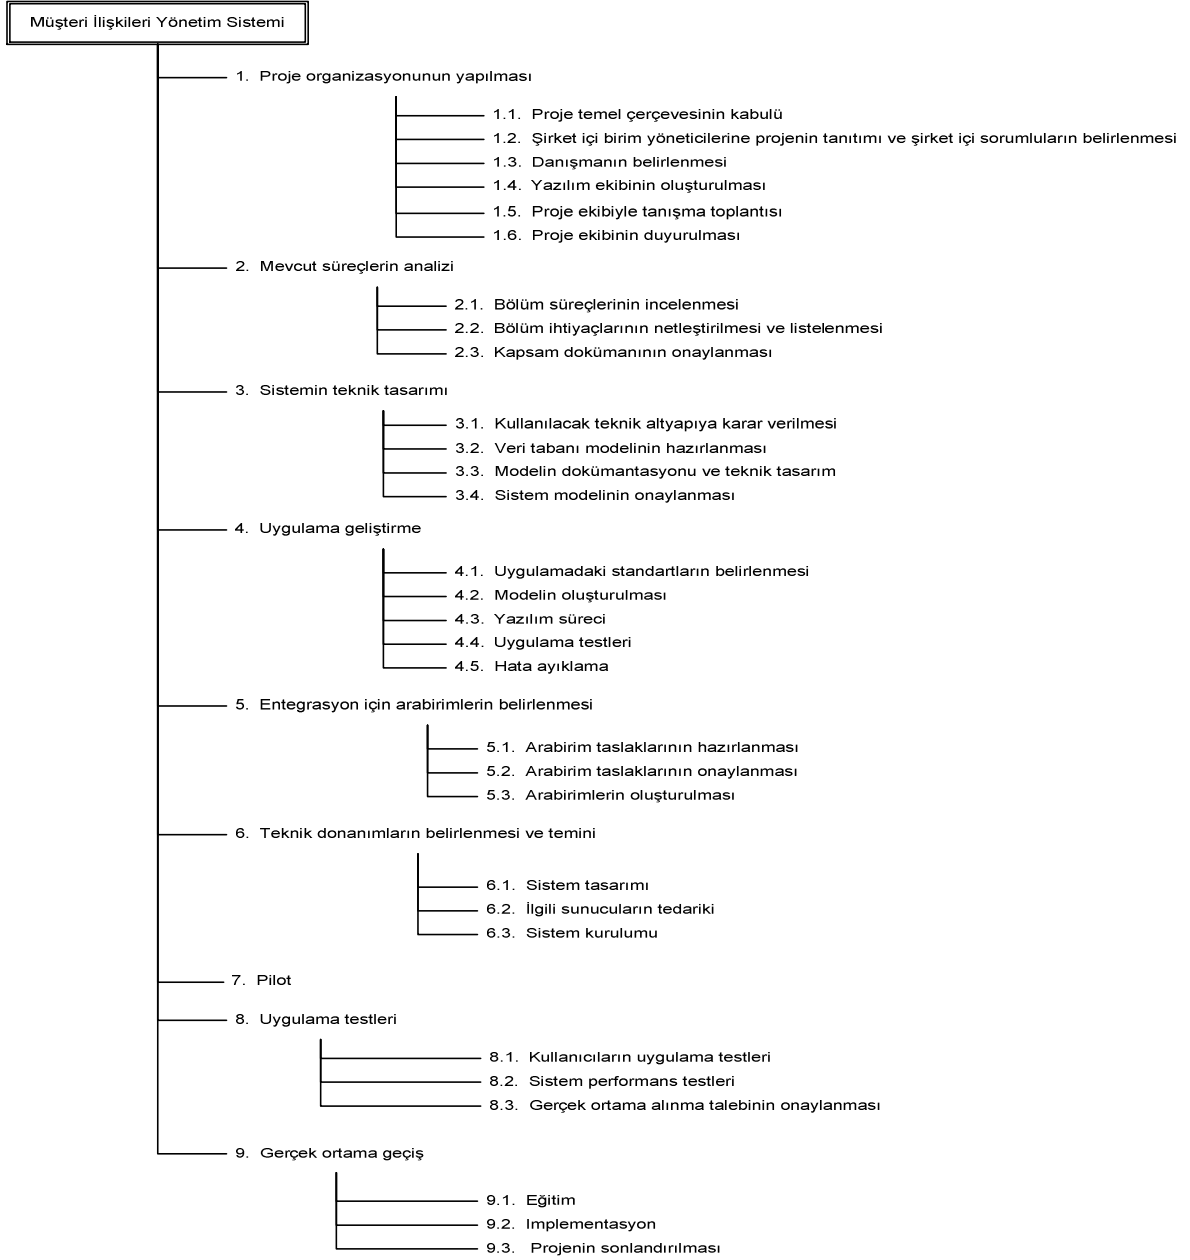 Müşteri İlişkileri Yönetim Sistemi
1. Proje organizasyonunun yapılması
1.1. Proje temel çerçevesinin kabulü
1.2. Şirket içi birim yöneticilerine projenin tanıtımı ve şirket içi sorumluların belirlenmesi
1.3. Danışmanın belirlenmesi
1.4. Yazılım ekibinin oluşturulması
1.5. Proje ekibiyle tanışma toplantısı
1.6. Proje ekibinin duyurulması
2. Mevcut süreçlerin analizi
2.1. Bölüm süreçlerinin incelenmesi
2.2. Bölüm ihtiyaçlarının netleştirilmesi ve listelenmesi
2.3. Kapsam dokümanının onaylanması
3. Sistemin teknik tasarımı
3.1. Kullanılacak teknik altyapıya karar verilmesi
3.2. Veri tabanı modelinin hazırlanması
3.3. Modelin dokümantasyonu ve teknik tasarım
3.4. Sistem modelinin onaylanması
4. Uygulama geliştirme
4.1. Uygulamadaki standartların belirlenmesi
4.2. Modelin oluşturulması
4.3. Yazılım süreci
4.4. Uygulama testleri
4.5. Hata ayıklama
5. Entegrasyon için arabirimlerin belirlenmesi
5.1. Arabirim taslaklarının hazırlanması
5.2. Arabirim taslaklarının onaylanması
5.3. Arabirimlerin oluşturulması
6. Teknik donanımların belirlenmesi ve temini
6.1. Sistem tasarımı
6.2. İlgili sunucuların tedariki
6.3. Sistem kurulumu
7. Pilot
8. Uygulama testleri
8.1. Kullanıcıların uygulama testleri
8.2. Sistem performans testleri
8.3. Gerçek ortama alınma talebinin onaylanması
9. Gerçek ortama geçiş
9.1. Eğitim
9.2. Implementasyon
9.3. Projenin sonlandırılması